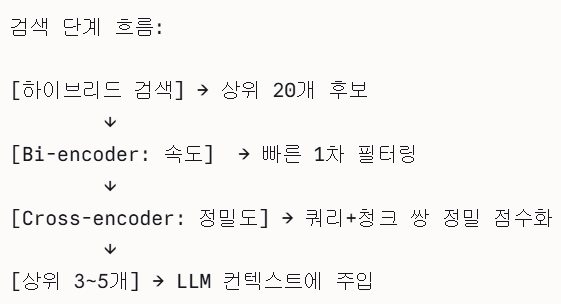 검색 단계 흐름:
[하이브리드 검색] → 상위 20개 후보
↓
[Bi-encoder: 속도] → 빠른 1차 필터링
↓
[Cross-encoder: 정밀도] → 쿼리+청크 쌍 정밀 점수화
↓
[상위 3~5개] → LLM 컨텍스트에 주입